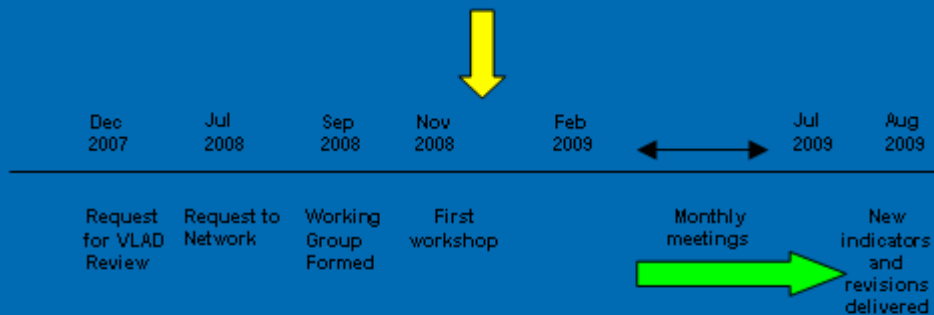 Dec
2007
Jul
2008
Sep
2008
Nov
2008
Feb
2009
Jul
2009
Aug
2009
Request
for VLAD
Review
Request to
Network
Working
Group
Formed
First
workshop
Monthly
meetings
New
indicators
and
revisions
delivered